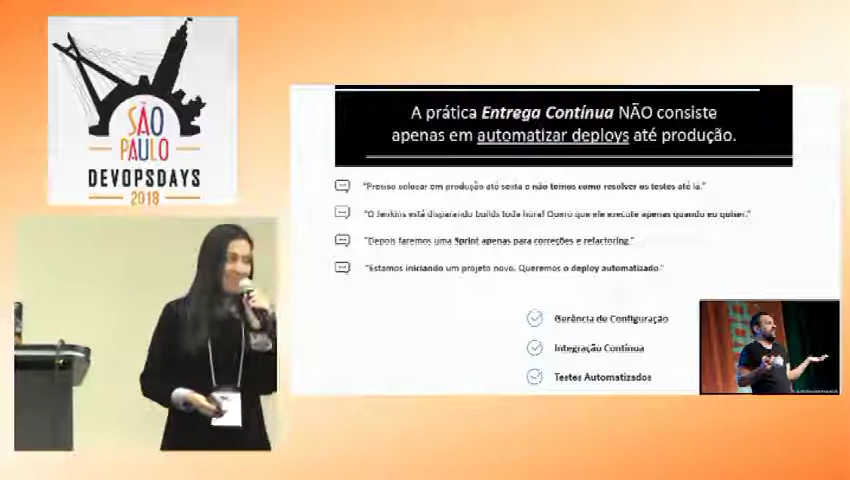 SÃO
PAULO
DEVOPSDAYS
2018
A prática Entrega Contínua NÃO consiste
apenas em automatizar deploys até produção.
"Preciso colocar em produção até sexta e não temos como resolver os testes até lá."
"O Jenkins está disparando builds toda hora! Quero que ele execute apenas quando eu quiser."
"Depois faremos uma Sprint apenas para correções e refactoring."
"Estamos iniciando um projeto novo. Queremos o deploy automatizado."
Gerência de Configuração
Integração Contínua
Testes Automatizados